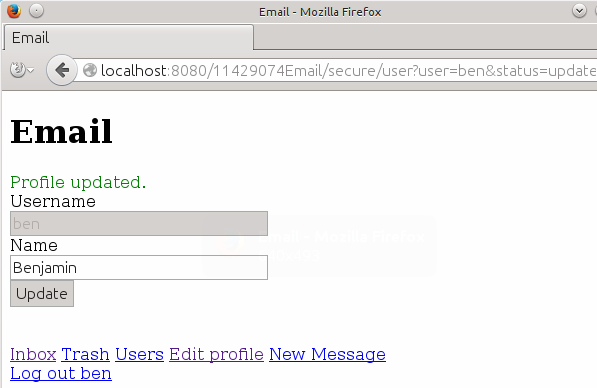 Email - Mozilla Firefox
Email
localhost:8080/11429074Email/secure/user?user=ben&status=update
Email
Profile updated.
Username
ben
Name
Benjamin
Update
Inbox Trash Users Edit profile New Message
Log out ben